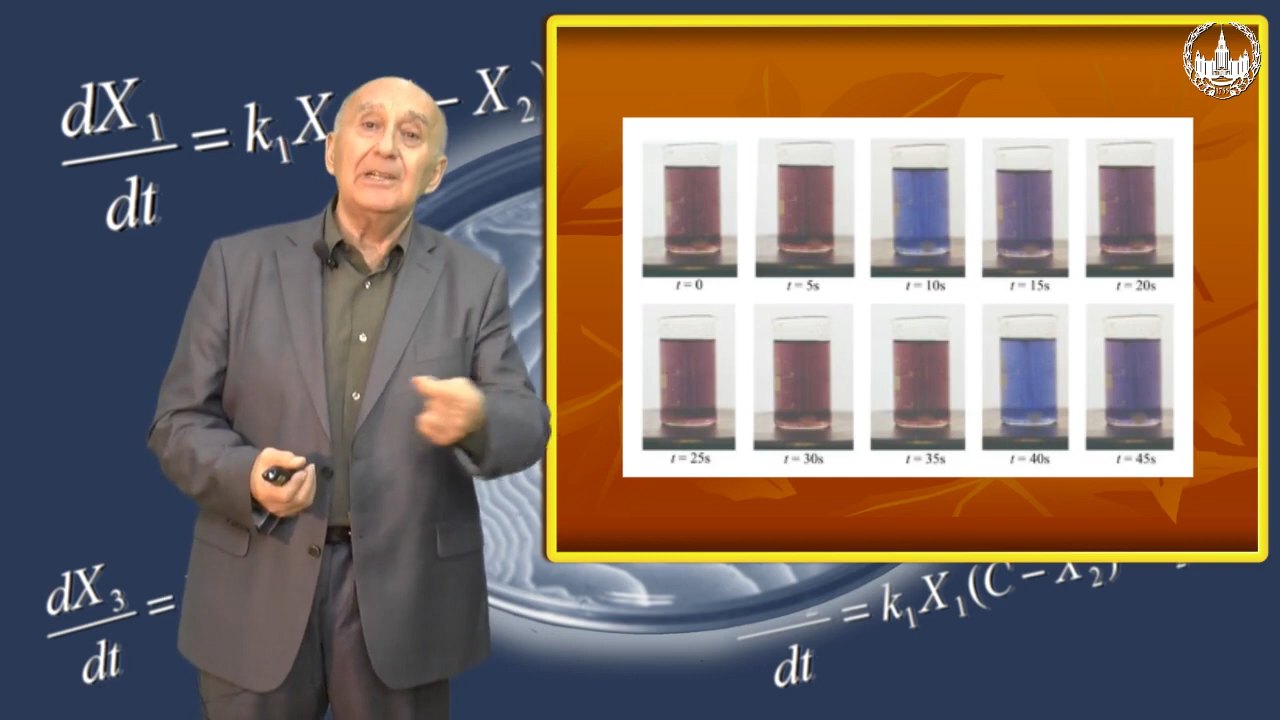 dX₁/dt = k₁X – X₂)
t = 0
t = 5s
t = 10s
t = 15s
t = 20s
t = 25s
t = 30s
t = 35s
t = 40s
t = 45s
dX₃/dt =
dt = k₁X₁(C – X₂)
1755